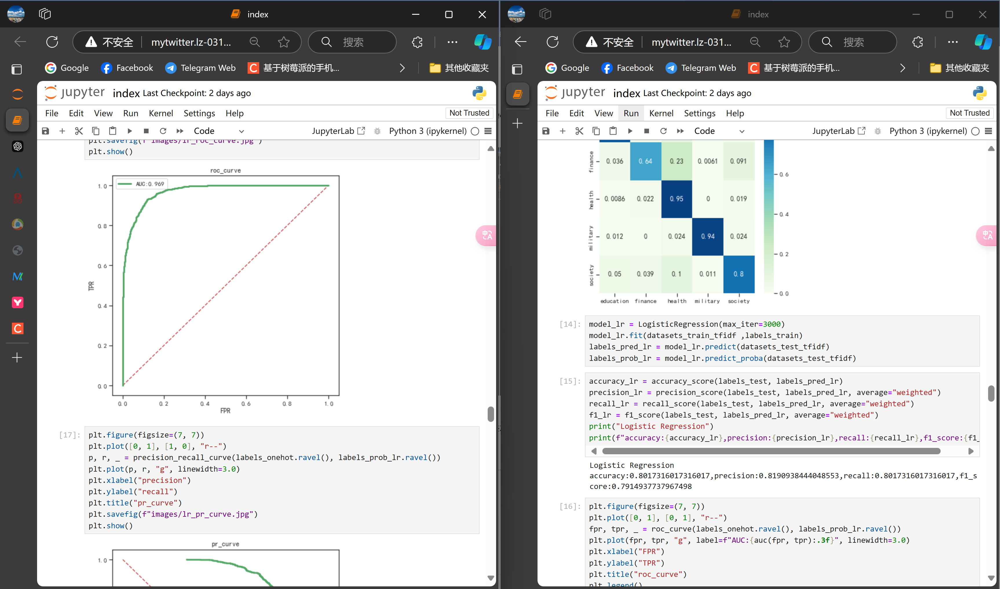 index
不安全
mytwitter.lz-031...
搜索
Google
Facebook
Telegram Web
基于树莓派的手机...
其他收藏夹
jupyter
index Last Checkpoint: 2 days ago
File Edit View Run Kernel Settings Help
Not Trusted
Code
JupyterLab
Python 3 (ipykernel)
plt.savefig(f"images/lr_roc_curve.jpg")
plt.show()
roc_curve
AUC:0.969
1.0
0.8
0.6
0.4
0.2
0.0
TPR
0.0 0.2 0.4 0.6 0.8 1.0
FPR
[17]:
plt.figure(figsize=(7, 7))
plt.plot([0, 1], [1, 0], "r--")
p, r, _ = precision_recall_curve(labels_onehot.ravel(), labels_prob_lr.ravel())
plt.plot(p, r, "g", linewidth=3.0)
plt.xlabel("precision")
plt.ylabel("recall")
plt.title("pr_curve")
plt.savefig(f"images/lr_pr_curve.jpg")
plt.show()
pr_curve
1.0
index
不安全
mytwitter.lz-031...
搜索
Google
Facebook
Telegram Web
基于树莓派的手机...
其他收藏夹
jupyter
index Last Checkpoint: 2 days ago
File Edit View Run Kernel Settings Help
Not Trusted
Code
JupyterLab
Python 3 (ipykernel)
finance 0.036 0.64 0.23 0.0061 0.091
health 0.0086 0.022 0.95 0 0.019
military 0.012 0 0.024 0.94 0.024
society 0.05 0.039 0.1 0.011 0.8
education finance health military society
0.6
0.4
0.2
0.0
[14]:
model_lr = LogisticRegression(max_iter=3000)
model_lr.fit(datasets_train_tfidf ,labels_train)
labels_pred_lr = model_lr.predict(datasets_test_tfidf)
labels_prob_lr = model_lr.predict_proba(datasets_test_tfidf)
[15]:
accuracy_lr = accuracy_score(labels_test, labels_pred_lr)
precision_lr = precision_score(labels_test, labels_pred_lr, average="weighted")
recall_lr = recall_score(labels_test, labels_pred_lr, average="weighted")
f1_lr = f1_score(labels_test, labels_pred_lr, average="weighted")
print("Logistic Regression")
print(f"accuracy:{accuracy_lr},precision:{precision_lr},recall:{recall_lr},f1_score:{f1_
Logistic Regression
accuracy:0.8017316017316017,precision:0.8190938444048553,recall:0.8017316017316017,f1_s
core:0.7914937737967498
[16]:
plt.figure(figsize=(7, 7))
plt.plot([0, 1], [0, 1], "r--")
fpr, tpr, _ = roc_curve(labels_onehot.ravel(), labels_prob_lr.ravel())
plt.plot(fpr, tpr, "g", label=f"AUC:{auc(fpr, tpr):.3f}", linewidth=3.0)
plt.xlabel("FPR")
plt.ylabel("TPR")
plt.title("roc_curve")
plt.legend()